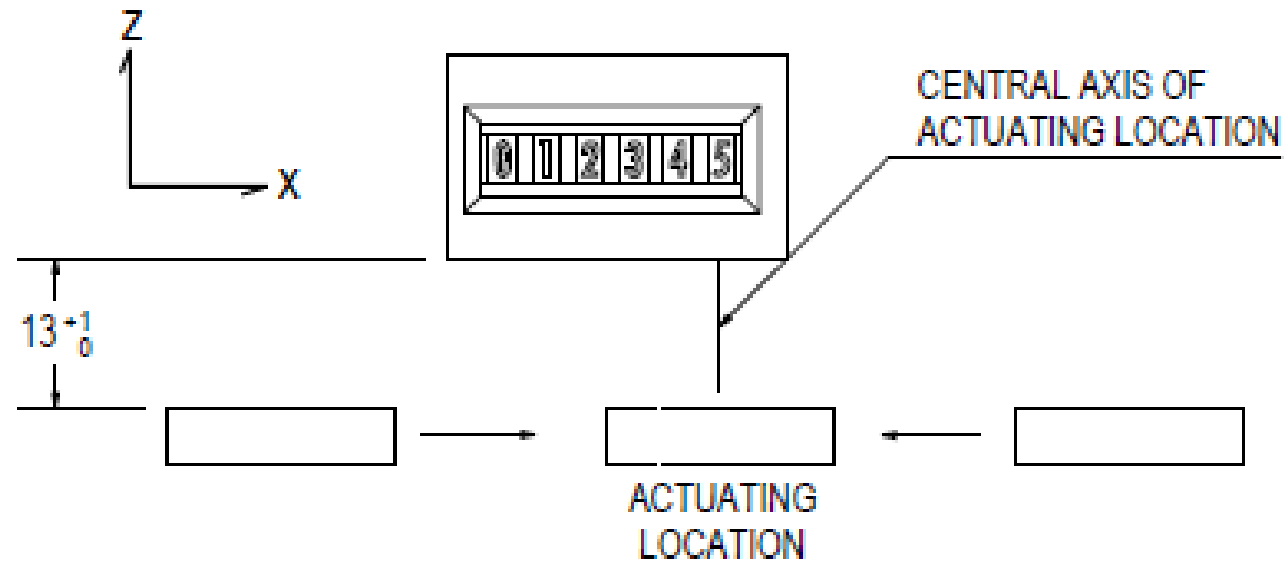 Z
CENTRAL AXIS OF
ACTUATING LOCATION
0 1 2 3 4 5
X
13 +1 0
ACTUATING
LOCATION